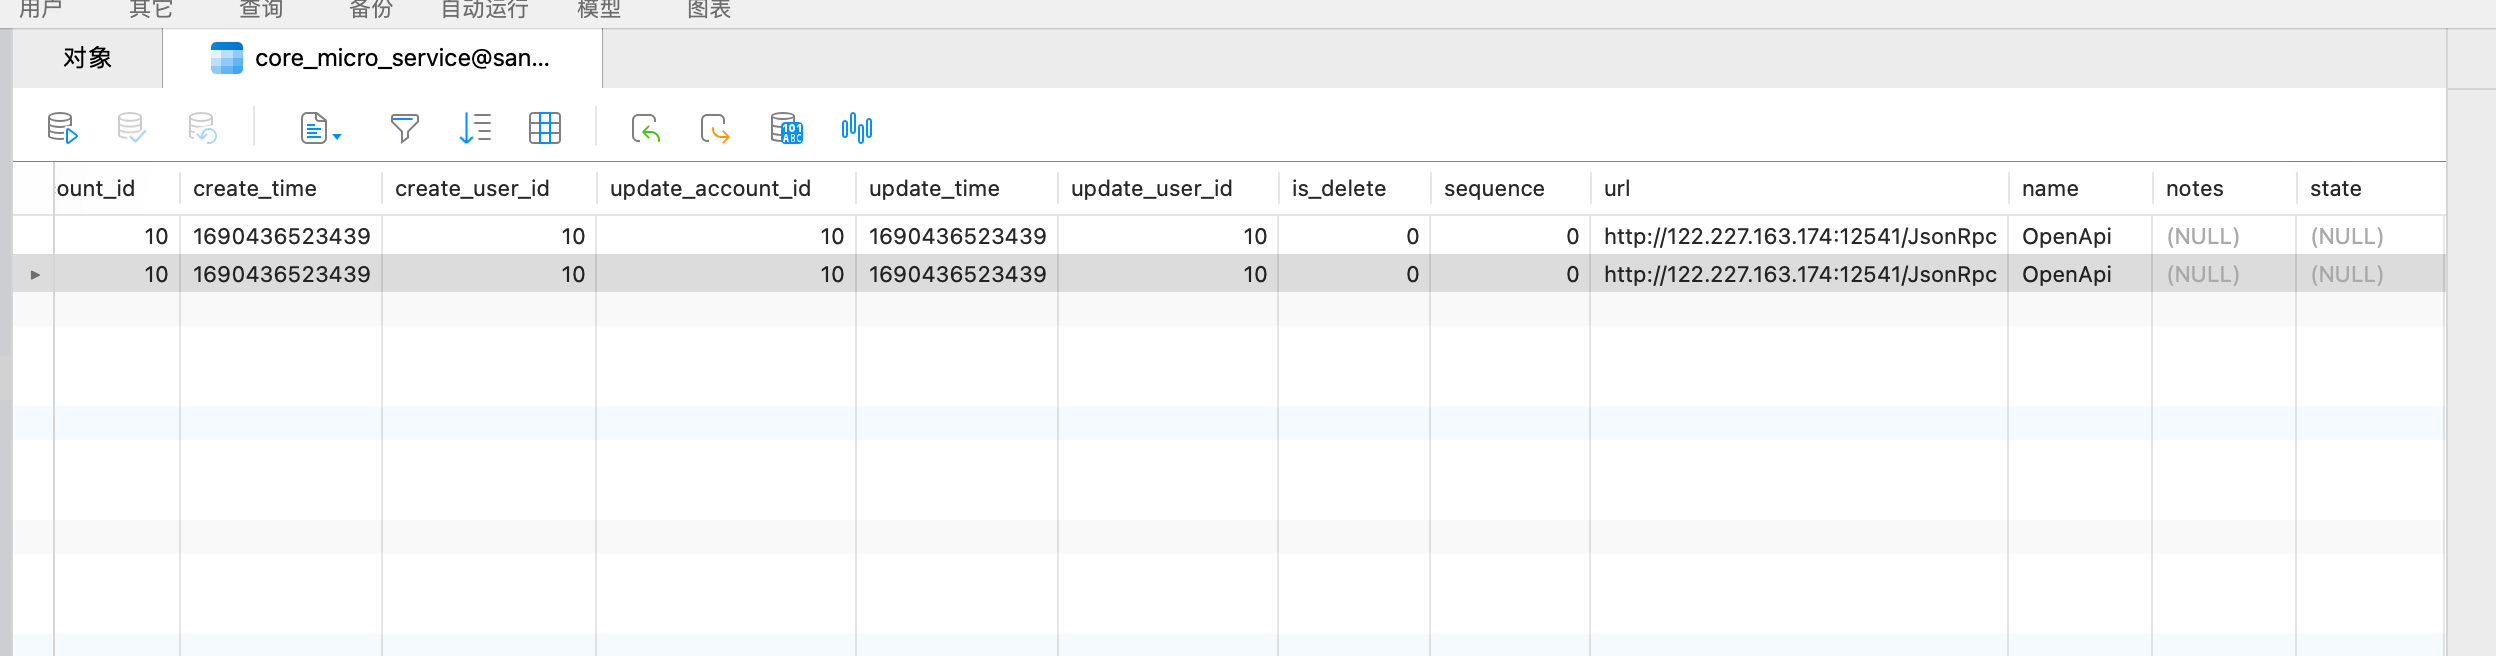 用户 其它 查询 备份 自动运行 模型 图表
对象 core_micro_service@san...
ount_id create_time create_user_id update_account_id update_time update_user_id is_delete sequence url name notes state
10 1690436523439 10 10 1690436523439 10 0 0 http://122.227.163.174:12541/JsonRpc OpenApi (NULL) (NULL)
10 1690436523439 10 10 1690436523439 10 0 0 http://122.227.163.174:12541/JsonRpc OpenApi (NULL) (NULL)